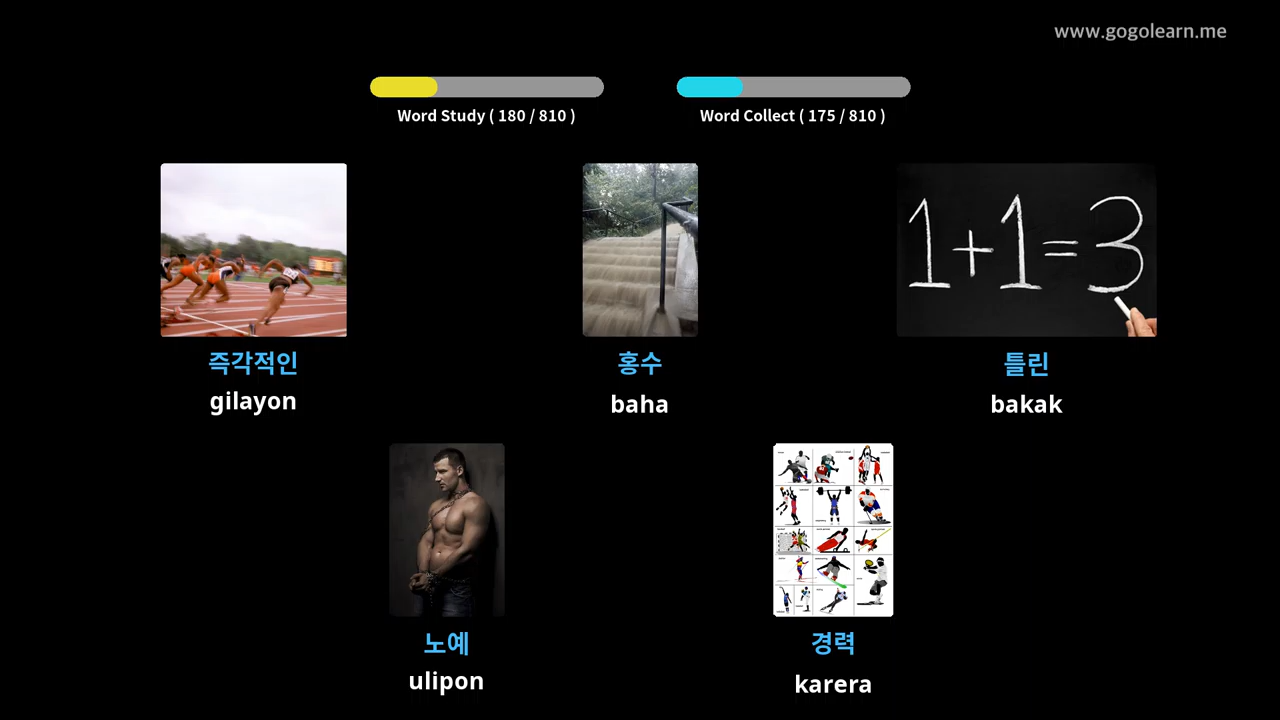 www.gogolearn.me
Word Study ( 180 / 810 )
Word Collect ( 175 / 810 )
1+1=3
즉각적인
gilayon
홍수
baha
틀린
bakak
노예
ulipon
경력
karera